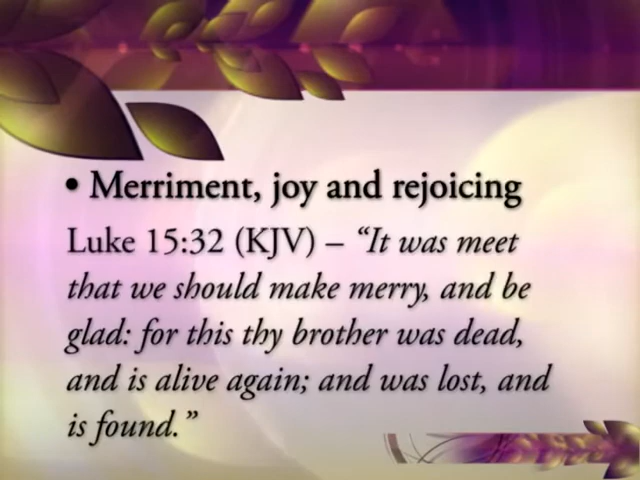 • Merriment, joy and rejoicing
Luke 15:32 (KJV) – “It was meet
that we should make merry, and be
glad: for this thy brother was dead,
and is alive again; and was lost, and
is found.”